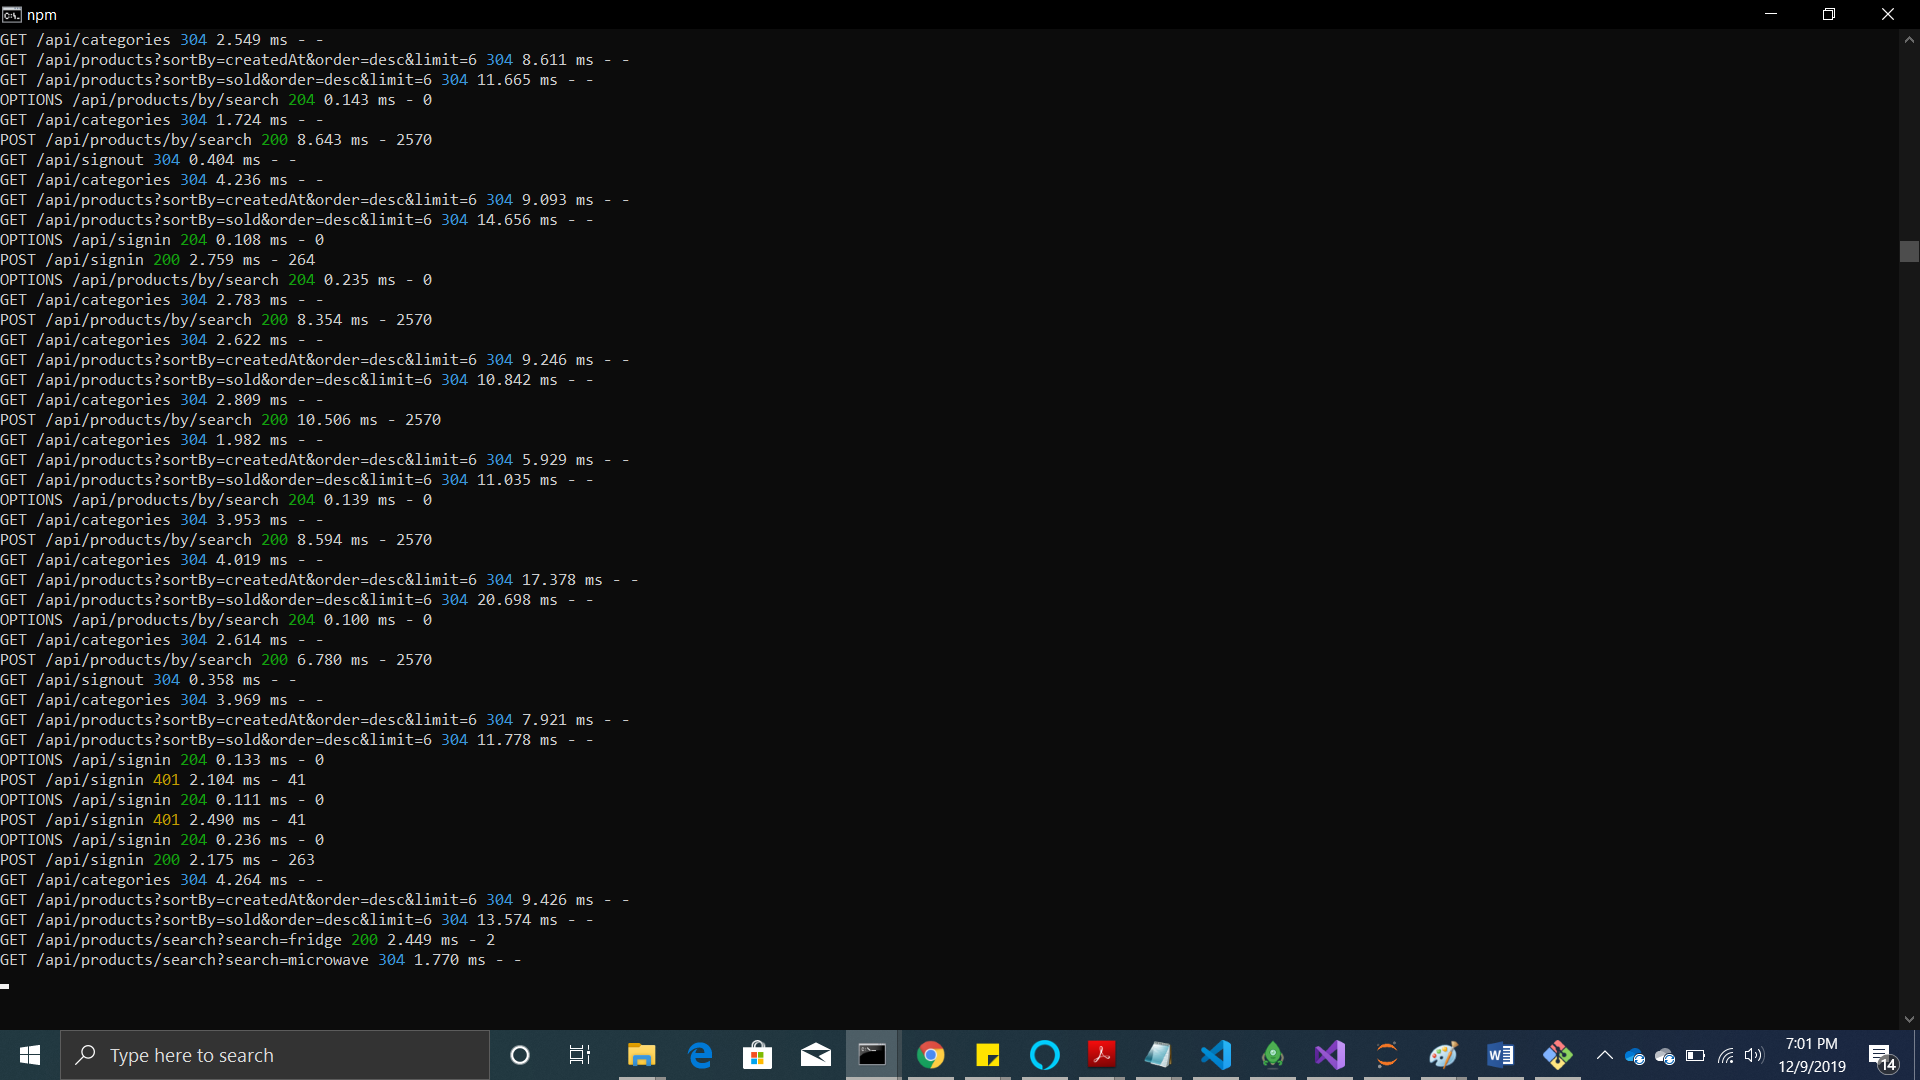 npm
GET /api/categories 304 2.549 ms - -
GET /api/products?sortBy=createdAt&order=desc&limit=6 304 8.611 ms - -
GET /api/products?sortBy=sold&order=desc&limit=6 304 11.665 ms - -
OPTIONS /api/products/by/search 204 0.143 ms - 0
GET /api/categories 304 1.724 ms - -
POST /api/products/by/search 200 8.643 ms - 2570
GET /api/signout 304 0.404 ms - -
GET /api/categories 304 4.236 ms - -
GET /api/products?sortBy=createdAt&order=desc&limit=6 304 9.093 ms - -
GET /api/products?sortBy=sold&order=desc&limit=6 304 14.656 ms - -
OPTIONS /api/signin 204 0.108 ms - 0
POST /api/signin 200 2.759 ms - 264
OPTIONS /api/products/by/search 204 0.235 ms - 0
GET /api/categories 304 2.783 ms - -
POST /api/products/by/search 200 8.354 ms - 2570
GET /api/categories 304 2.622 ms - -
GET /api/products?sortBy=createdAt&order=desc&limit=6 304 9.246 ms - -
GET /api/products?sortBy=sold&order=desc&limit=6 304 10.842 ms - -
GET /api/categories 304 2.809 ms - -
POST /api/products/by/search 200 10.506 ms - 2570
GET /api/categories 304 1.982 ms - -
GET /api/products?sortBy=createdAt&order=desc&limit=6 304 5.929 ms - -
GET /api/products?sortBy=sold&order=desc&limit=6 304 11.035 ms - -
OPTIONS /api/products/by/search 204 0.139 ms - 0
GET /api/categories 304 3.953 ms - -
POST /api/products/by/search 200 8.594 ms - 2570
GET /api/categories 304 4.019 ms - -
GET /api/products?sortBy=createdAt&order=desc&limit=6 304 17.378 ms - -
GET /api/products?sortBy=sold&order=desc&limit=6 304 20.698 ms - -
OPTIONS /api/products/by/search 204 0.100 ms - 0
GET /api/categories 304 2.614 ms - -
POST /api/products/by/search 200 6.780 ms - 2570
GET /api/signout 304 0.358 ms - -
GET /api/categories 304 3.969 ms - -
GET /api/products?sortBy=createdAt&order=desc&limit=6 304 7.921 ms - -
GET /api/products?sortBy=sold&order=desc&limit=6 304 11.778 ms - -
OPTIONS /api/signin 204 0.133 ms - 0
POST /api/signin 401 2.104 ms - 41
OPTIONS /api/signin 204 0.111 ms - 0
POST /api/signin 401 2.490 ms - 41
OPTIONS /api/signin 204 0.236 ms - 0
POST /api/signin 200 2.175 ms - 263
GET /api/categories 304 4.264 ms - -
GET /api/products?sortBy=createdAt&order=desc&limit=6 304 9.426 ms - -
GET /api/products?sortBy=sold&order=desc&limit=6 304 13.574 ms - -
GET /api/products/search?search=fridge 200 2.449 ms - 2
GET /api/products/search?search=microwave 304 1.770 ms - -
Type here to search
7:01 PM
12/9/2019
14